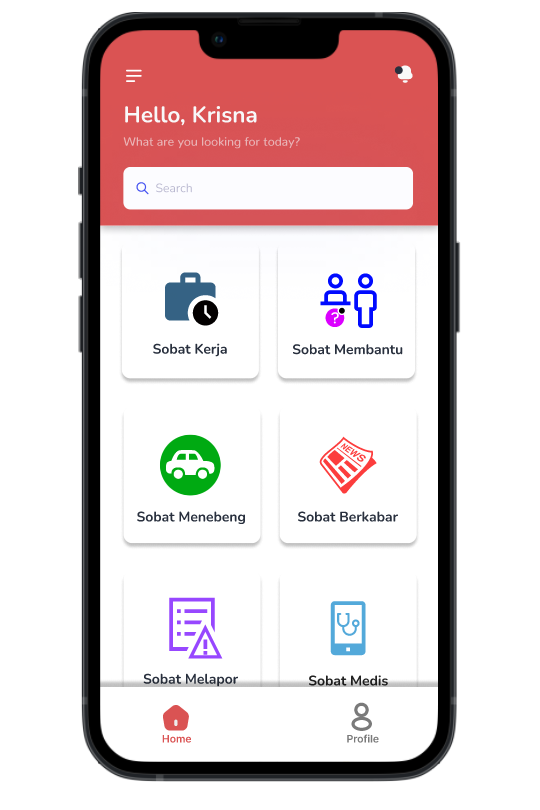 Hello, Krisna
What are you looking for today?
Search
Sobat Kerja
?
Sobat Membantu
Sobat Menebeng
NEWS
Sobat Berkabar
Sobat Melapor
Sobat Medis
Home
Profile